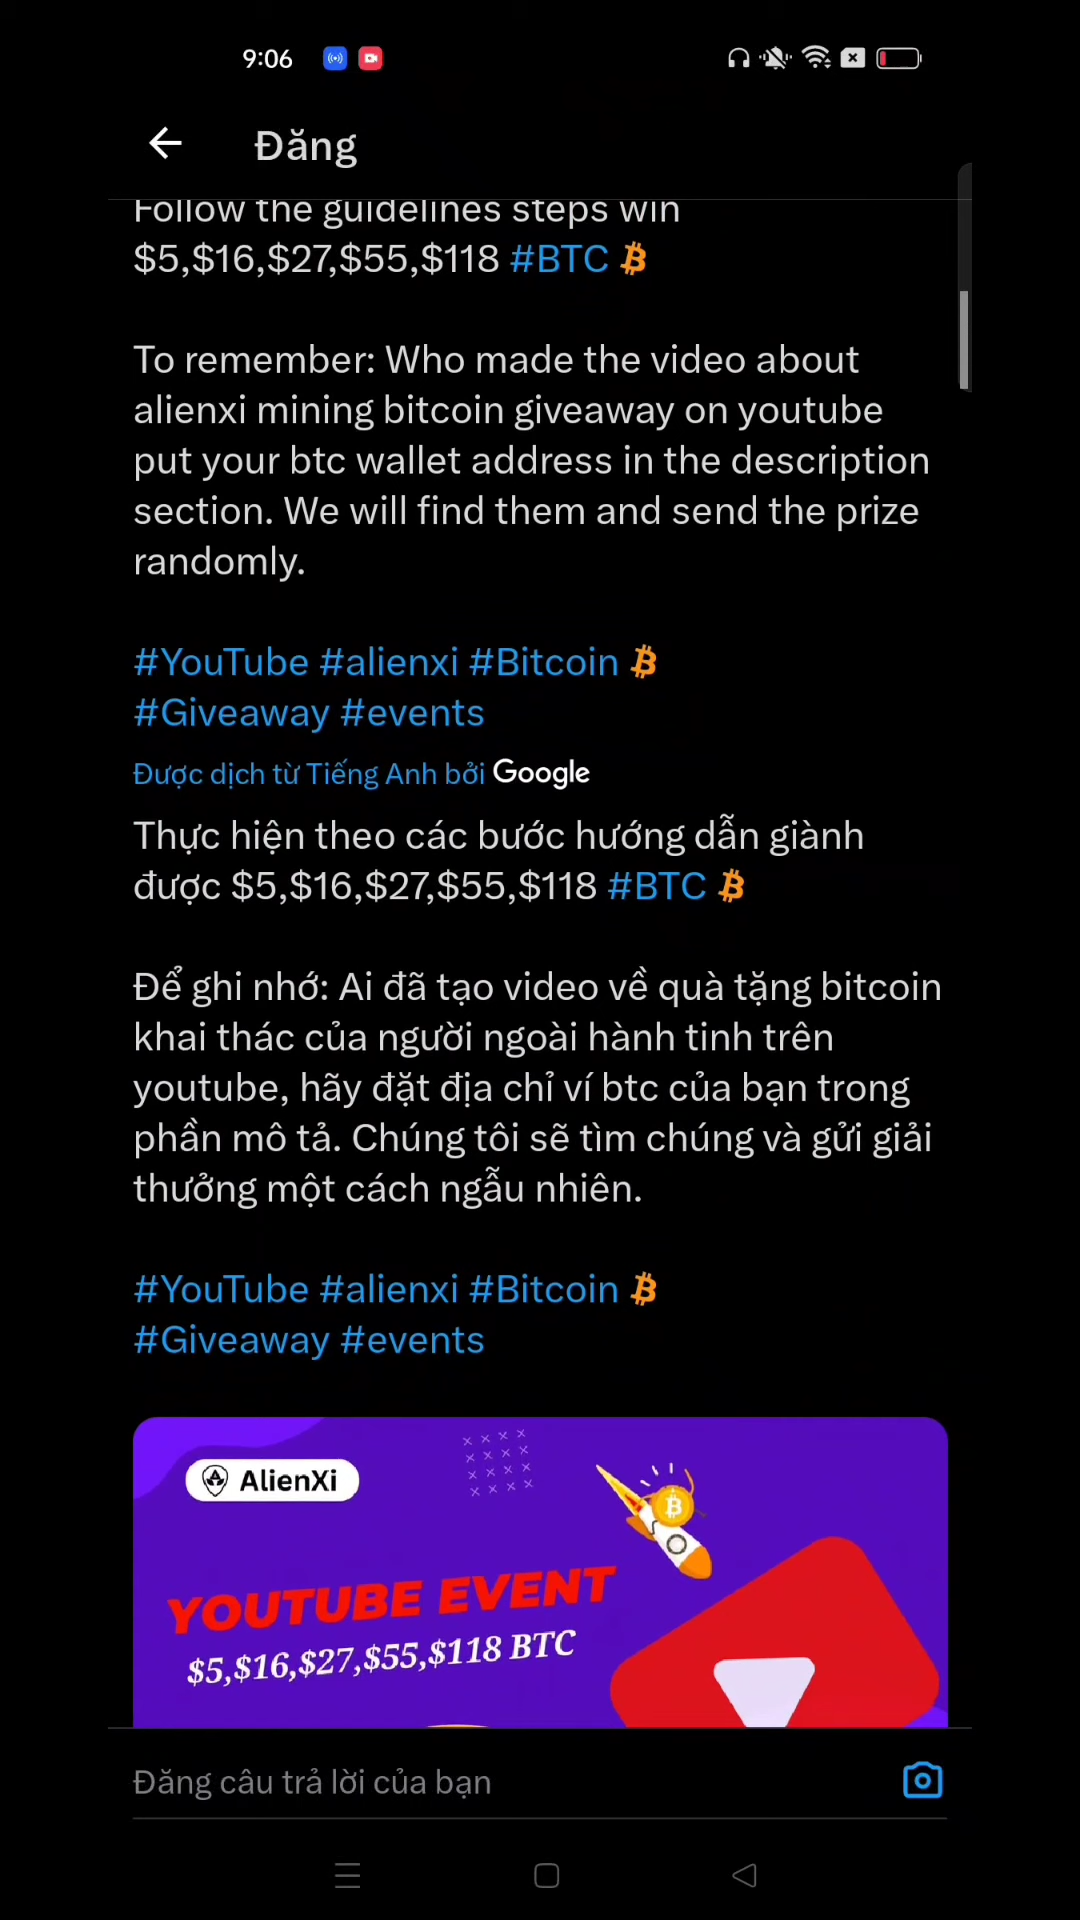 9:06
Đăng
Follow the guidelines steps win
$5,$16,$27,$55,$118 #BTC
To remember: Who made the video about
alienxi mining bitcoin giveaway on youtube
put your btc wallet address in the description
section. We will find them and send the prize
randomly.
#YouTube #alienxi #Bitcoin
#Giveaway #events
Được dịch từ Tiếng Anh bởi Google
Thực hiện theo các bước hướng dẫn giành
được $5,$16,$27,$55,$118 #BTC
Để ghi nhớ: Ai đã tạo video về quà tặng bitcoin
khai thác của người ngoài hành tinh trên
youtube, hãy đặt địa chỉ ví btc của bạn trong
phần mô tả. Chúng tôi sẽ tìm chúng và gửi giải
thưởng một cách ngẫu nhiên.
#YouTube #alienxi #Bitcoin
#Giveaway #events
AlienXi
YOUTUBE EVENT
$5,$16,$27,$55,$118 BTC
Đăng câu trả lời của bạn